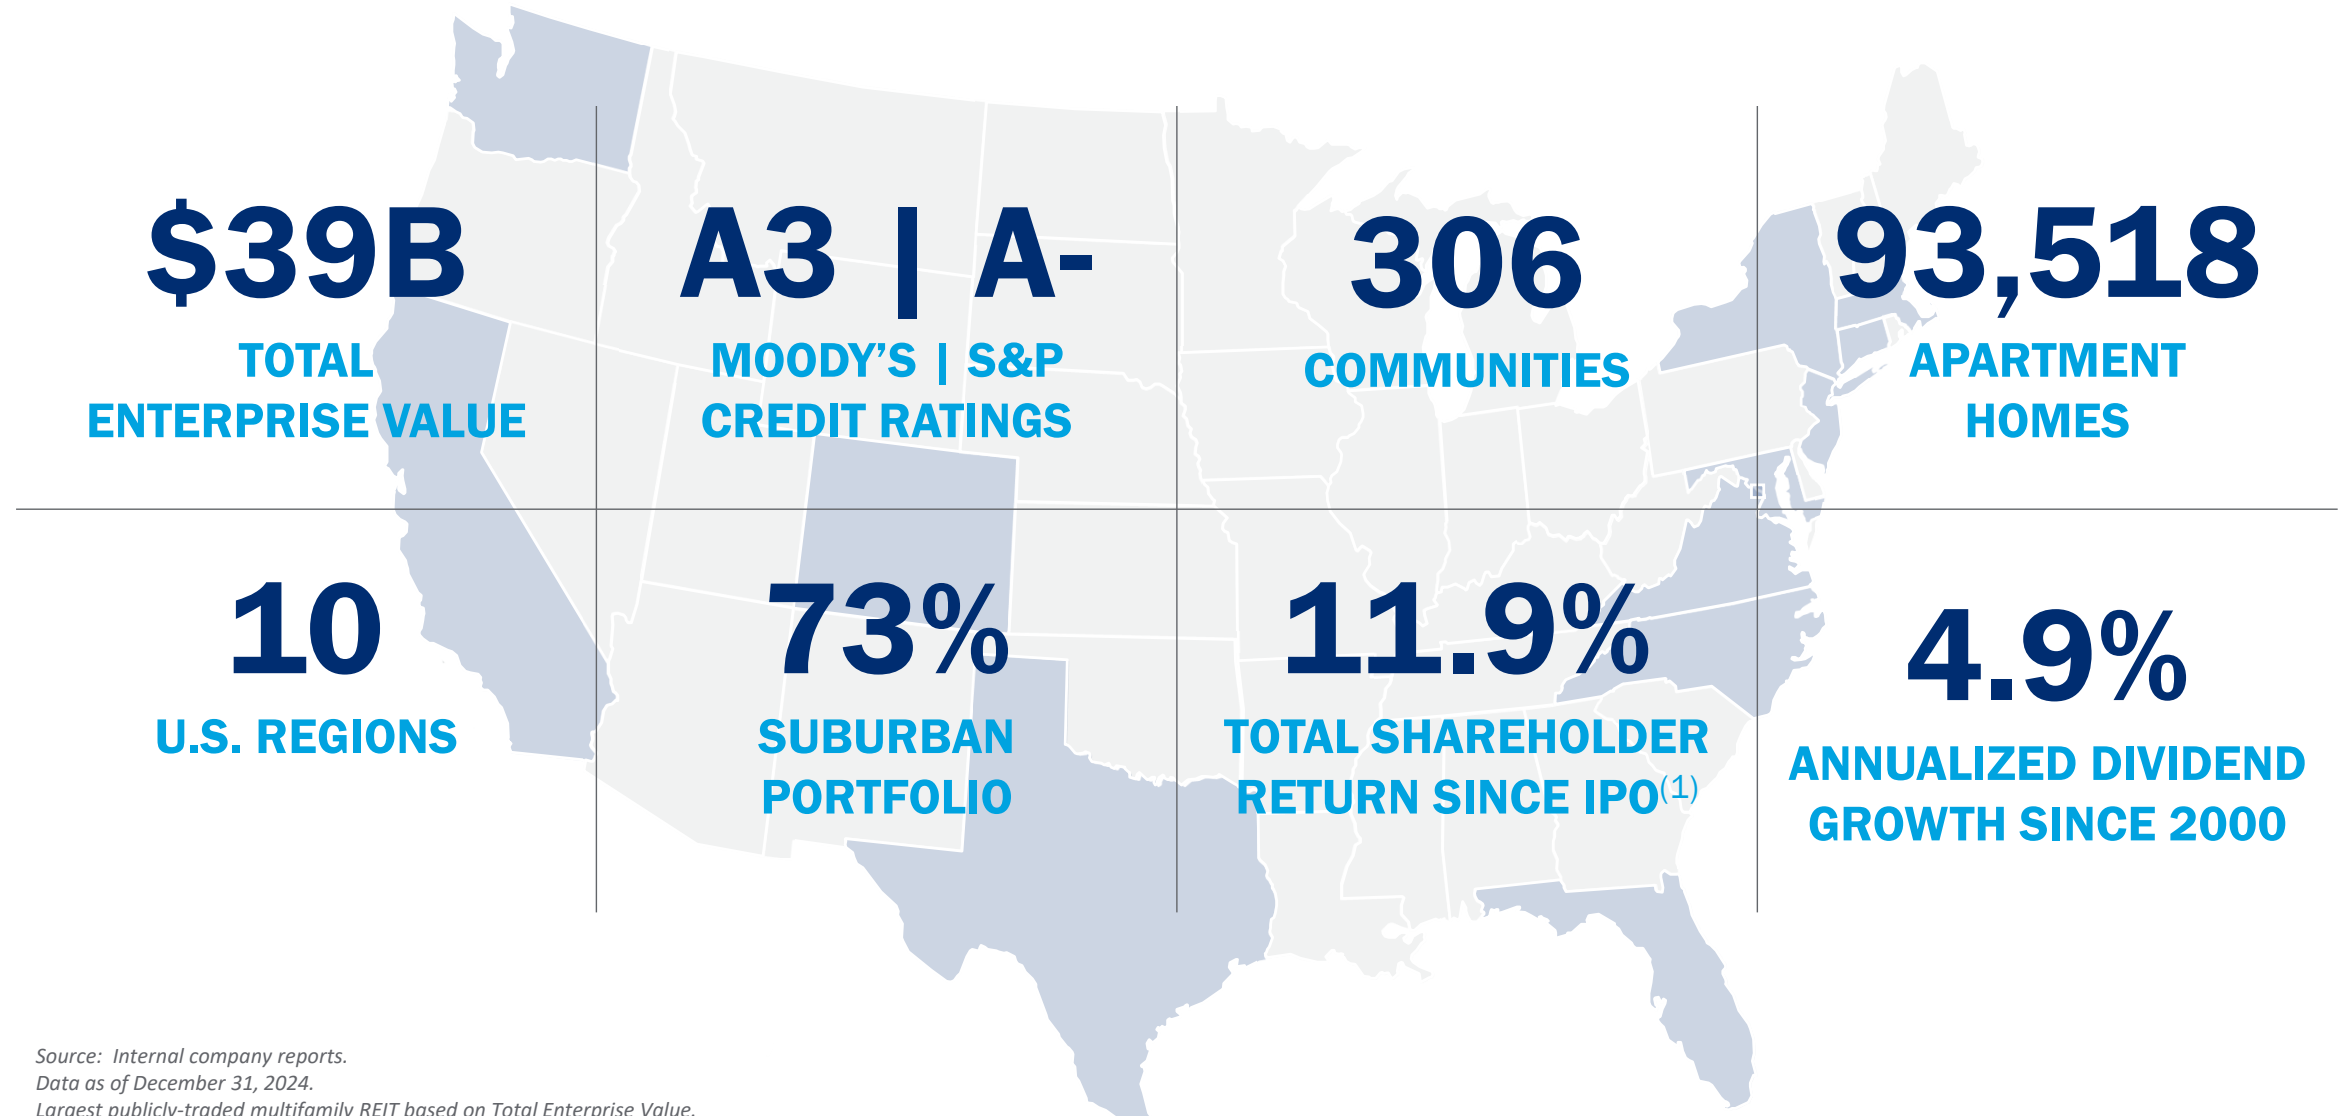 $39B
TOTAL
ENTERPRISE VALUE
A3 | A-
MOODY’S | S&P
CREDIT RATINGS
306
COMMUNITIES
93,518
APARTMENT
HOMES
10
U.S. REGIONS
73%
SUBURBAN
PORTFOLIO
11.9%
TOTAL SHAREHOLDER
RETURN SINCE IPO(1)
4.9%
ANNUALIZED DIVIDEND
GROWTH SINCE 2000
Source: Internal company reports.
Data as of December 31, 2024.
Largest publicly-traded multifamily REIT based on Total Enterprise Value.